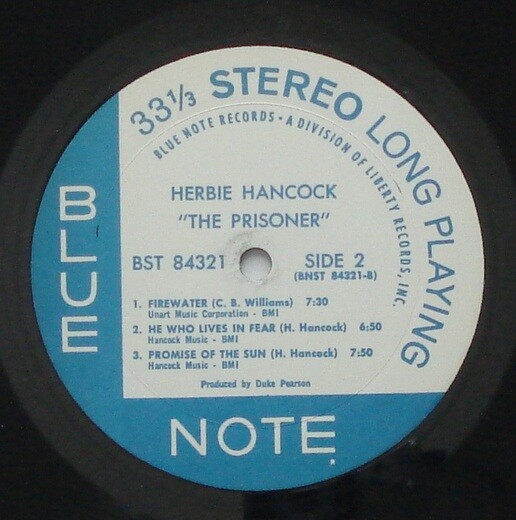 33⅓ STEREO LONG PLAYING
BLUE NOTE RECORDS • A DIVISION OF LIBERTY RECORDS, INC.
HERBIE HANCOCK
"THE PRISONER"
BST 84321 SIDE 2
(BNST 84321-B)
1. FIREWATER (C. B. Williams) 7:30
Unart Music Corporation - BMI
2. HE WHO LIVES IN FEAR (H. Hancock) 6:50
Hancock Music - BMI
3. PROMISE OF THE SUN (H. Hancock) 7:50
Hancock Music - BMI
Produced by Duke Pearson
BLUE
NOTE